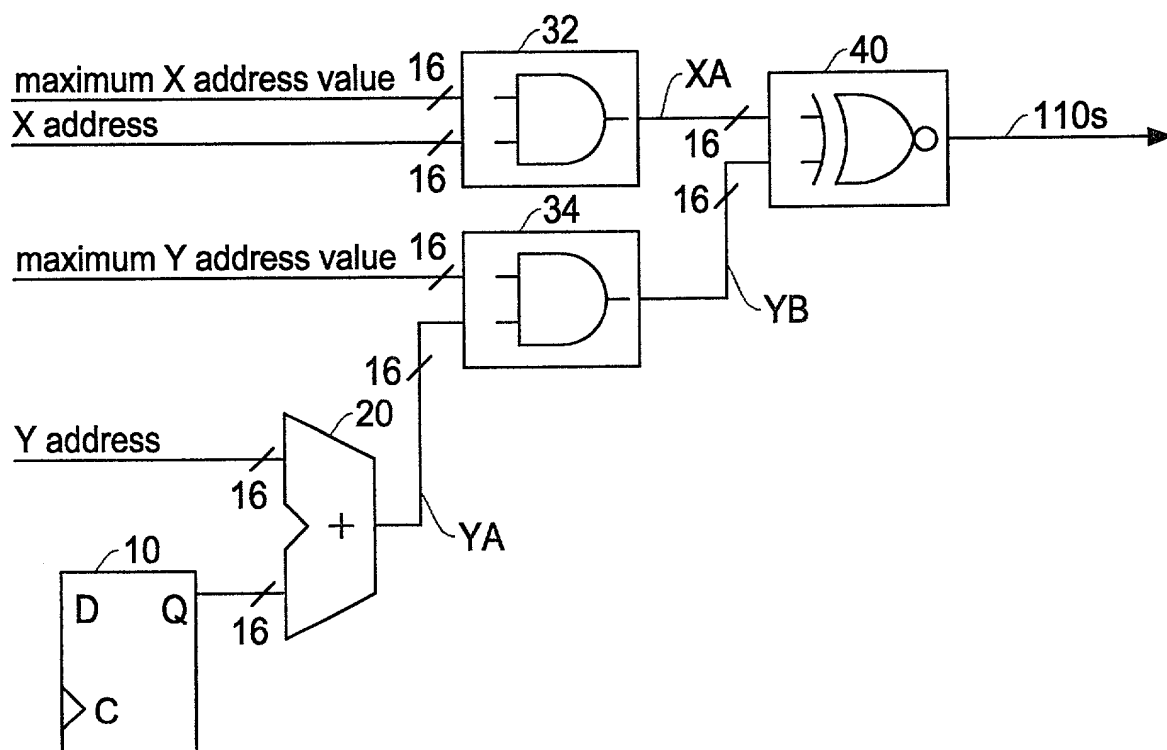 32
40
maximum X address value
16
XA
110s
X address
16
16
16
34
maximum Y address value
16
YB
16
20
Y address
16
+
YA
10
D Q
16
C